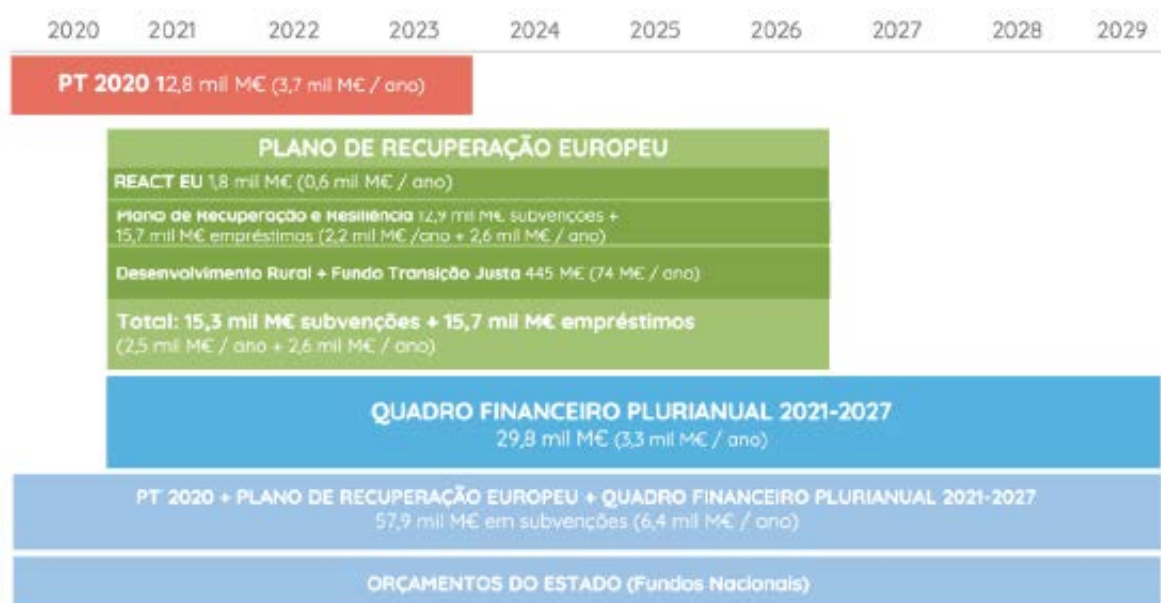 2020 2021 2022 2023 2024 2025 2026 2027 2028 2029
PT 2020 12,8 mil M€ (3,7 mil M€ / ano)
PLANO DE RECUPERAÇÃO EUROPEU
REACT EU 1,8 mil M€ (0,6 mil M€ / ano)
Plano de Recuperação e Resiliência 12,9 mil M€ subvenções +
15,7 mil M€ empréstimos (2,2 mil M€ /ano + 2,6 mil M€ / ano)
Desenvolvimento Rural + Fundo Transição Justa 445 M€ (74 M€ / ano)
Total: 15,3 mil M€ subvenções + 15,7 mil M€ empréstimos
(2,5 mil M€ / ano + 2,6 mil M€ / ano)
QUADRO FINANCEIRO PLURIANUAL 2021-2027
29,8 mil M€ (3,3 mil M€ / ano)
PT 2020 + PLANO DE RECUPERAÇÃO EUROPEU + QUADRO FINANCEIRO PLURIANUAL 2021-2027
57,9 mil M€ em subvenções (6,4 mil M€ / ano)
ORÇAMENTOS DO ESTADO (Fundos Nacionais)